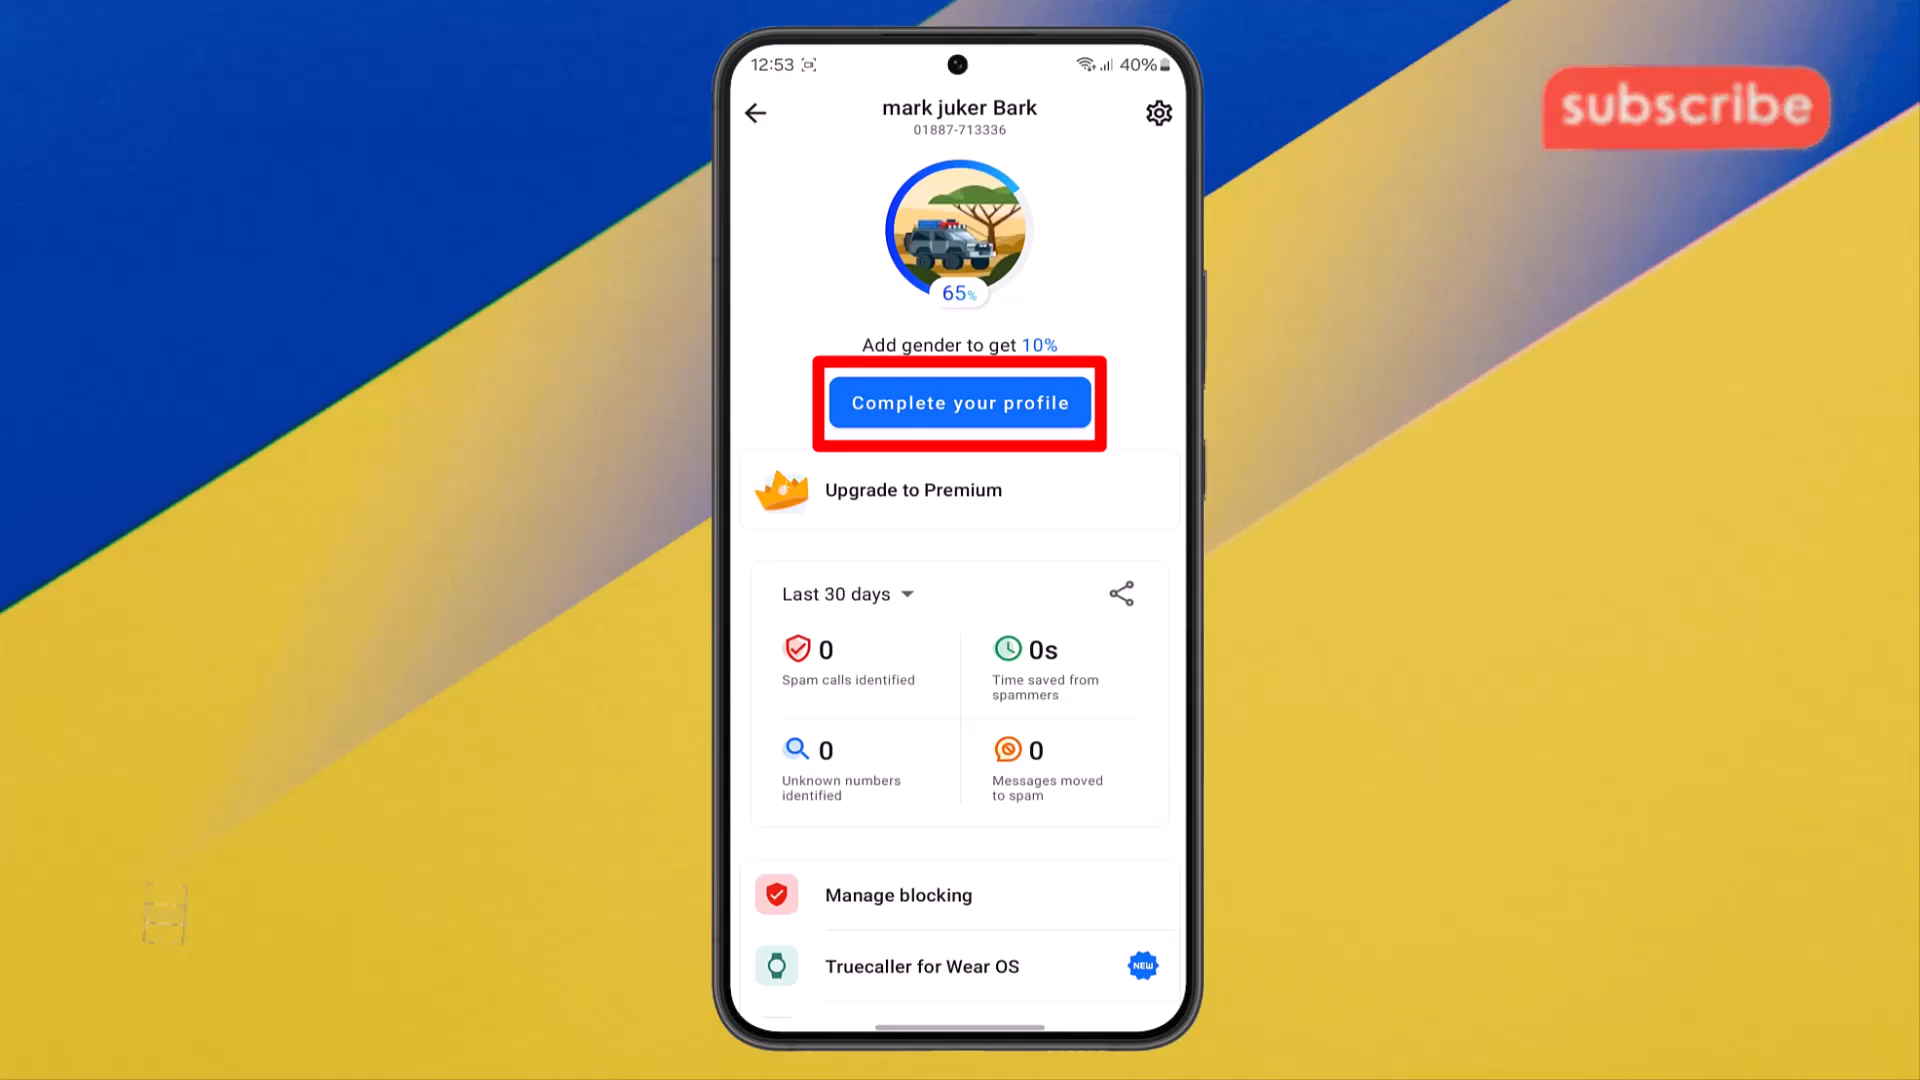 subscribe
12:53
40%
mark juker Bark
01887-713336
65%
Add gender to get 10%
Complete your profile
Upgrade to Premium
Last 30 days
0
Spam calls identified
0s
Time saved from
spammers
0
Unknown numbers
identified
0
Messages moved
to spam
Manage blocking
Truecaller for Wear OS
NEW